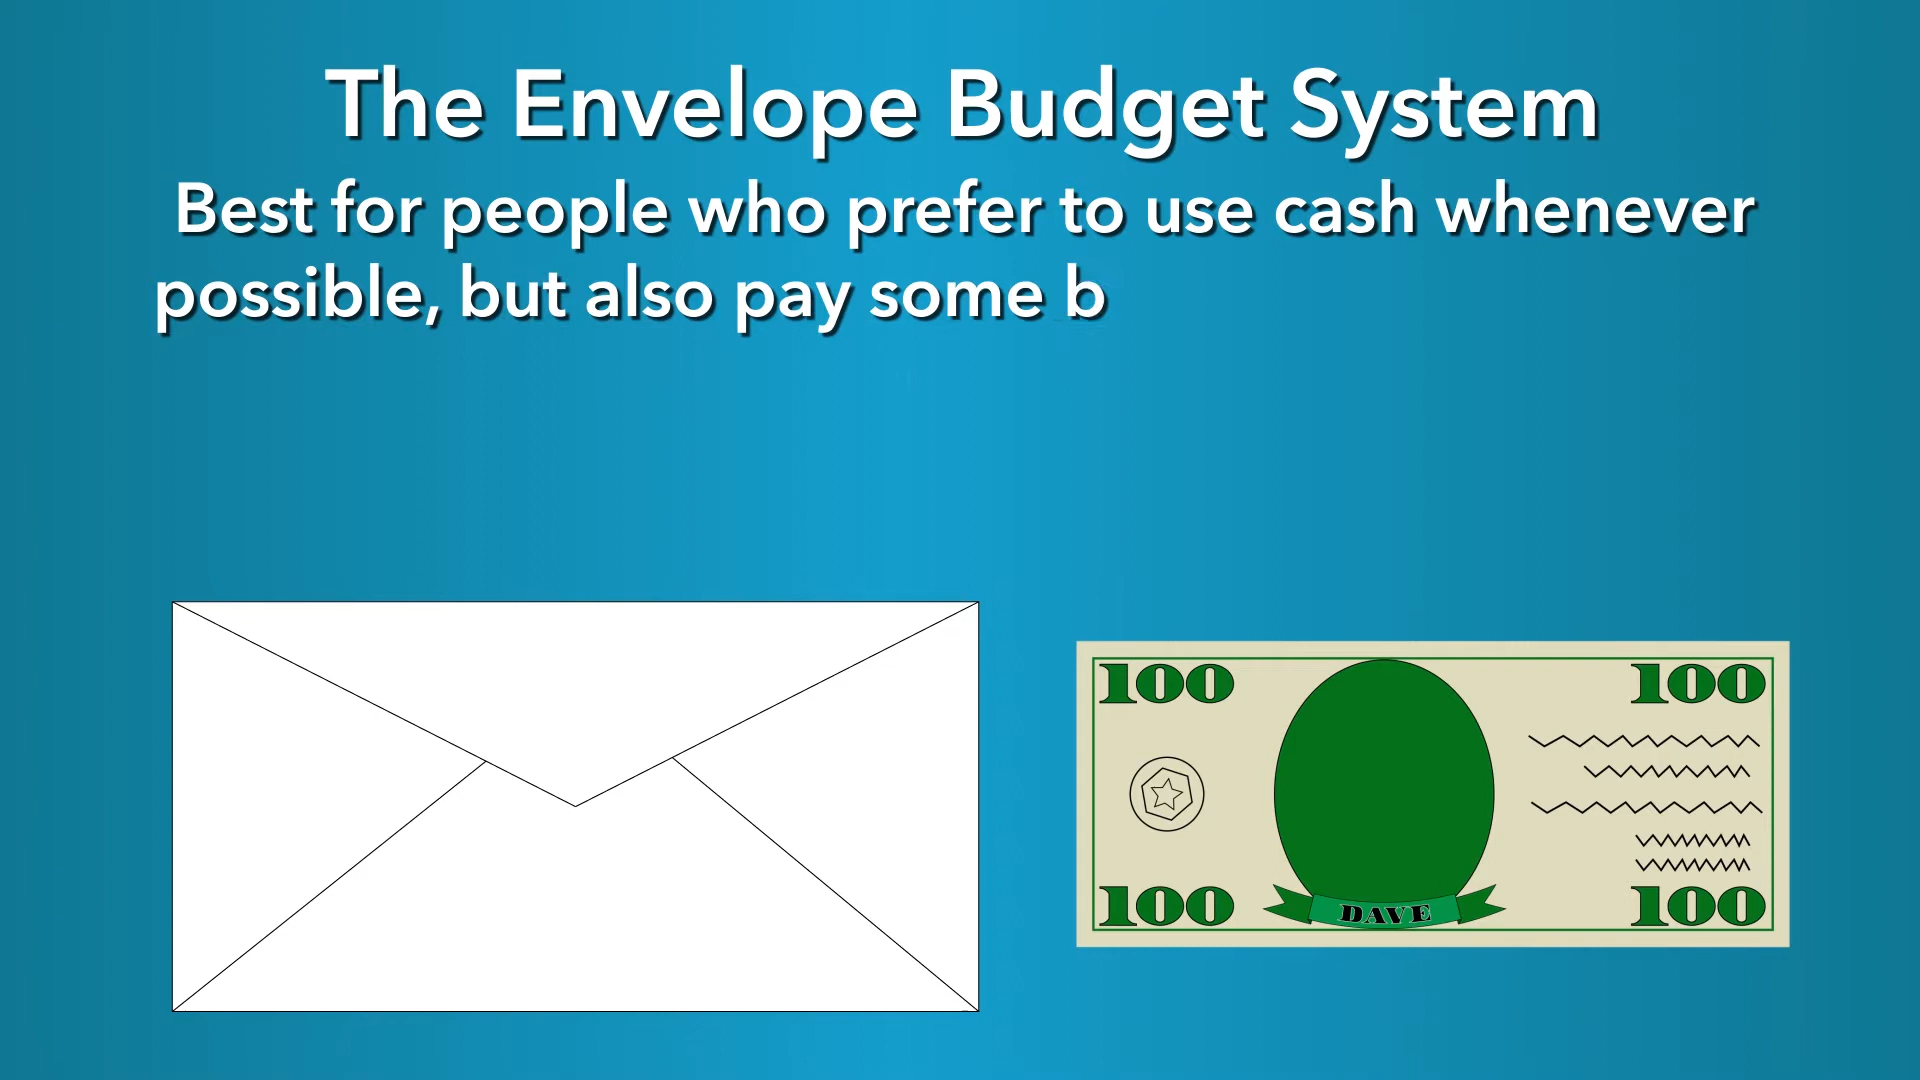 The Envelope Budget System
Best for people who prefer to use cash whenever
possible, but also pay some b
100
100
100
100
DAVE